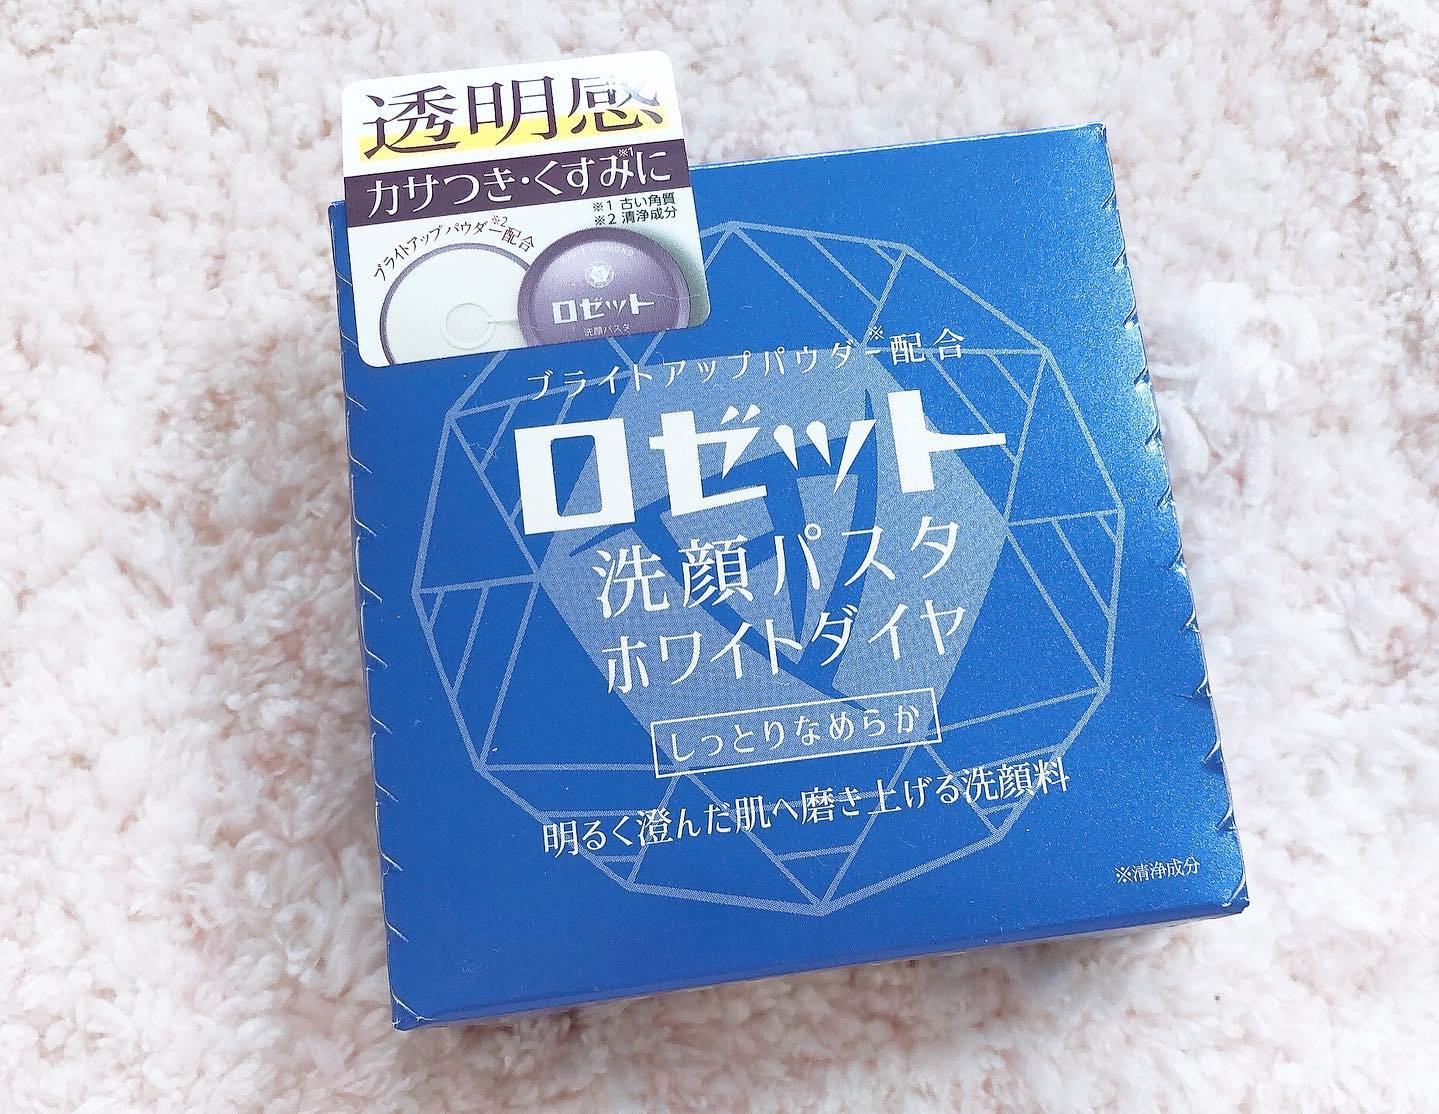 透明感
カサつき・くすみ※1に
※1 古い角質
※2 清浄成分
ブライトアップパウダー※2配合
ロゼット
洗顔パスタ
ブライトアップパウダー※配合
ロゼット
洗顔パスタ
ホワイトダイヤ
しっとりなめらか
明るく澄んだ肌へ磨き上げる洗顔料
※清浄成分